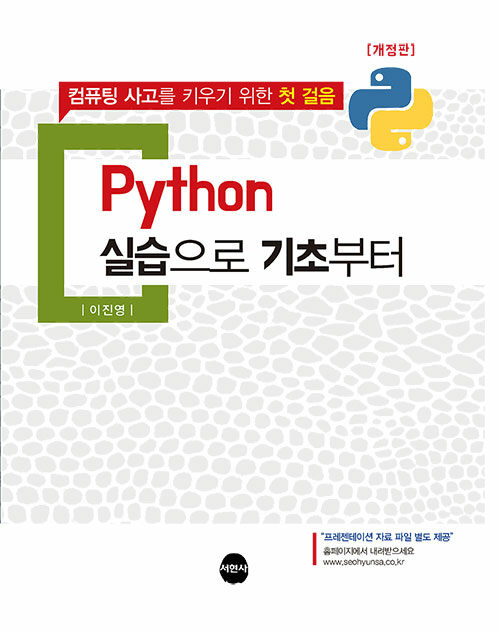 [개정판]
컴퓨팅 사고를 키우기 위한 첫 걸음
Python
실습으로 기초부터
| 이진영 |
"프레젠테이션 자료 파일 별도 제공"
홈페이지에서 내려받으세요
www.seohyunsa.co.kr
서현사